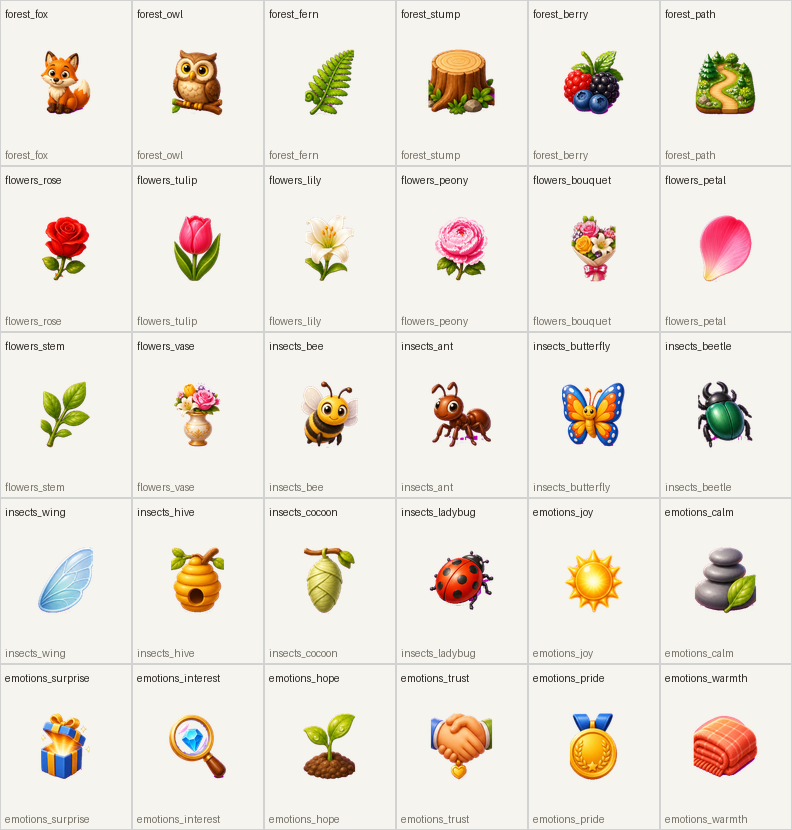 forest_fox forest_owl forest_fern forest_stump forest_berry forest_path
forest_fox forest_owl forest_fern forest_stump forest_berry forest_path
flowers_rose flowers_tulip flowers_lily flowers_peony flowers_bouquet flowers_petal
flowers_rose flowers_tulip flowers_lily flowers_peony flowers_bouquet flowers_petal
flowers_stem flowers_vase insects_bee insects_ant insects_butterfly insects_beetle
flowers_stem flowers_vase insects_bee insects_ant insects_butterfly insects_beetle
insects_wing insects_hive insects_cocoon insects_ladybug emotions_joy emotions_calm
insects_wing insects_hive insects_cocoon insects_ladybug emotions_joy emotions_calm
emotions_surprise emotions_interest emotions_hope emotions_trust emotions_pride emotions_warmth
emotions_surprise emotions_interest emotions_hope emotions_trust emotions_pride emotions_warmth